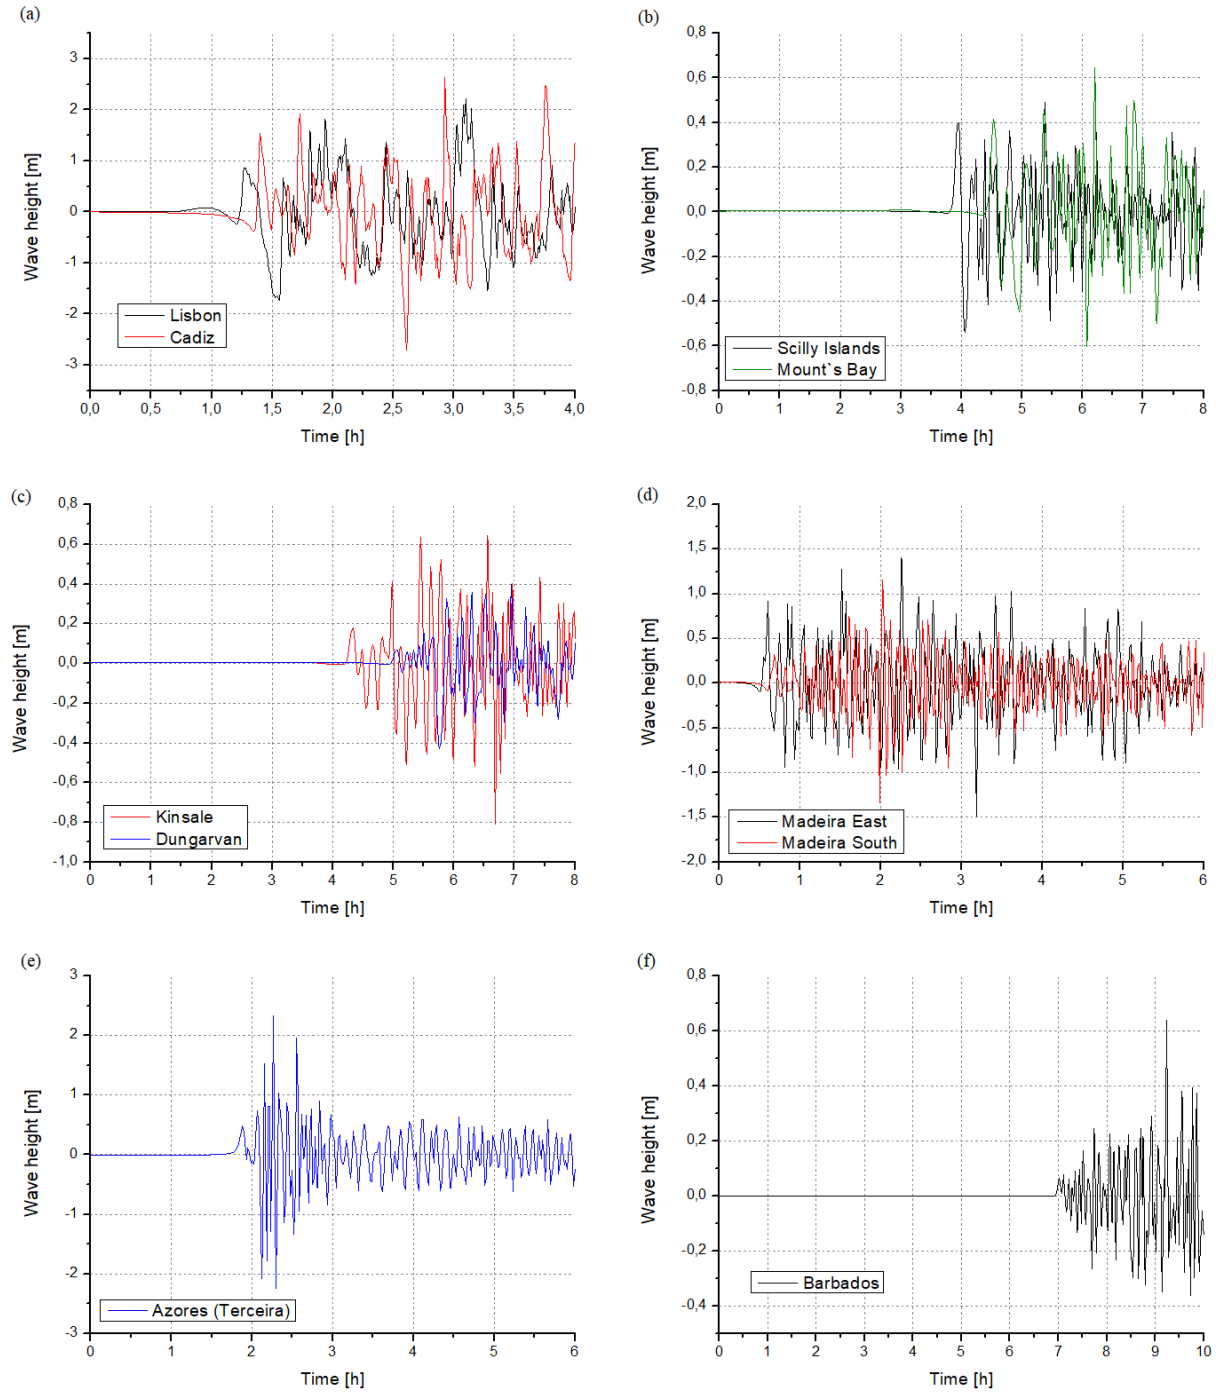 (a)
Wave height [m]
3
2
1
0
-1
-2
-3
Lisbon
Cadiz
0,0 0,5 1,0 1,5 2,0 2,5 3,0 3,5 4,0
Time [h]
(b)
Wave height [m]
0,8
0,6
0,4
0,2
0,0
-0,2
-0,4
-0,6
-0,8
Scilly Islands
Mount`s Bay
0 1 2 3 4 5 6 7 8
Time [h]
(c)
Wave height [m]
0,8
0,6
0,4
0,2
0,0
-0,2
-0,4
-0,6
-0,8
-1,0
Kinsale
Dungarvan
0 1 2 3 4 5 6 7 8
Time [h]
(d)
Wave height [m]
2,0
1,5
1,0
0,5
0,0
-0,5
-1,0
-1,5
-2,0
Madeira East
Madeira South
0 1 2 3 4 5 6
Time [h]
(e)
Wave height [m]
3
2
1
0
-1
-2
-3
Azores (Terceira)
0 1 2 3 4 5 6
Time [h]
(f)
Wave height [m]
0,8
0,6
0,4
0,2
0,0
-0,2
-0,4
Barbados
0 1 2 3 4 5 6 7 8 9 10
Time [h]